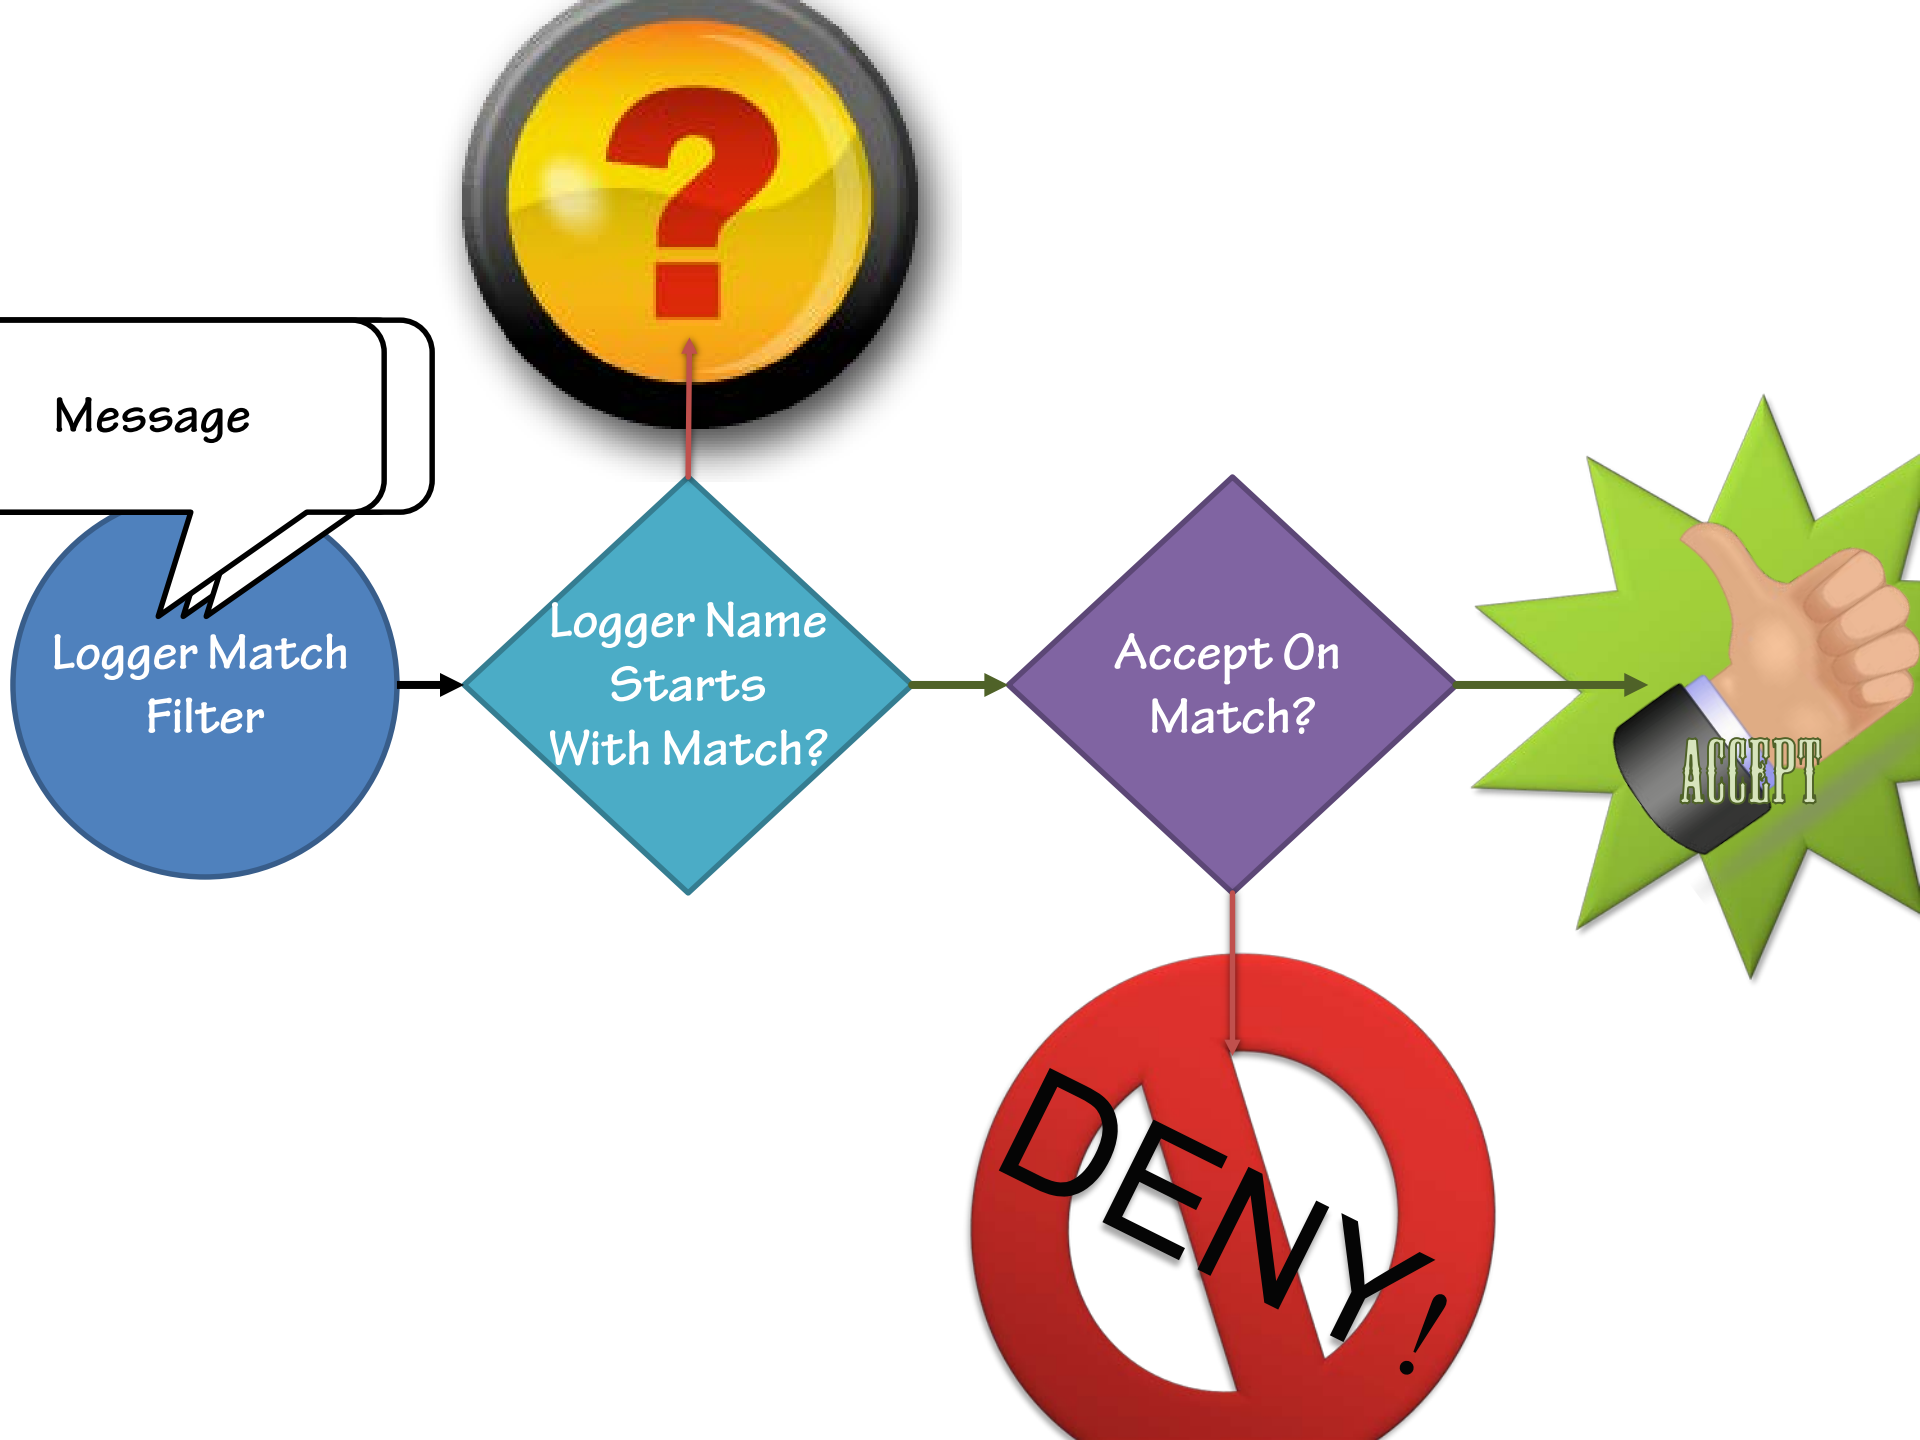 ?
Message
Logger Match
Filter
Logger Name
Starts
With Match?
Accept On
Match?
ACCEPT
DENY!